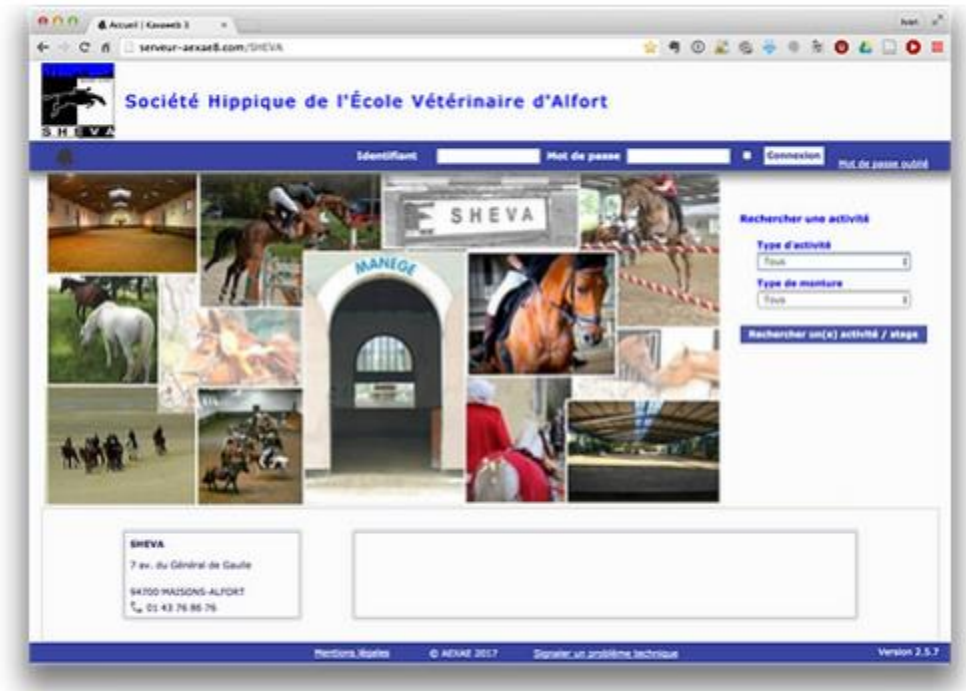 Accueil | Kavaweb 3
Ivan
serveur-aexae8.com/SHEVA
Société Hippique de l'École Vétérinaire d'Alfort
SHEVA
Identifiant
Mot de passe
Connexion
Mot de passe oublié
SHEVA
MANEGE
Rechercher une activité
Type d'activité
Tous
Type de monture
Tous
Rechercher un(e) activité / stage
SHEVA
7 av. du Général de Gaulle
94700 MAISONS-ALFORT
01 43 76 86 76
Mentions légales
© AEXAE 2017
Signaler un problème technique
Version 2.5.7